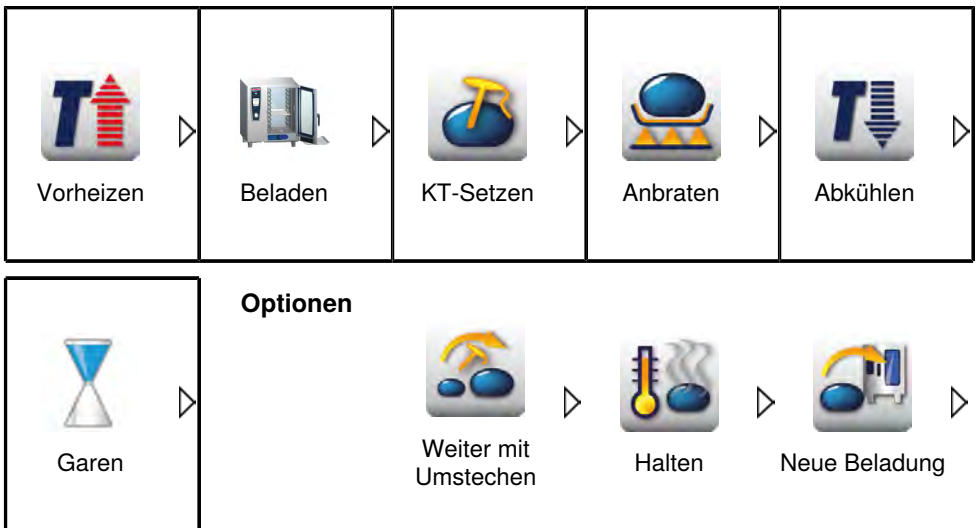 Vorheizen
Beladen
KT-Setzen
Anbraten
Abkühlen
Garen
Optionen
Weiter mit
Umstechen
Halten
Neue Beladung